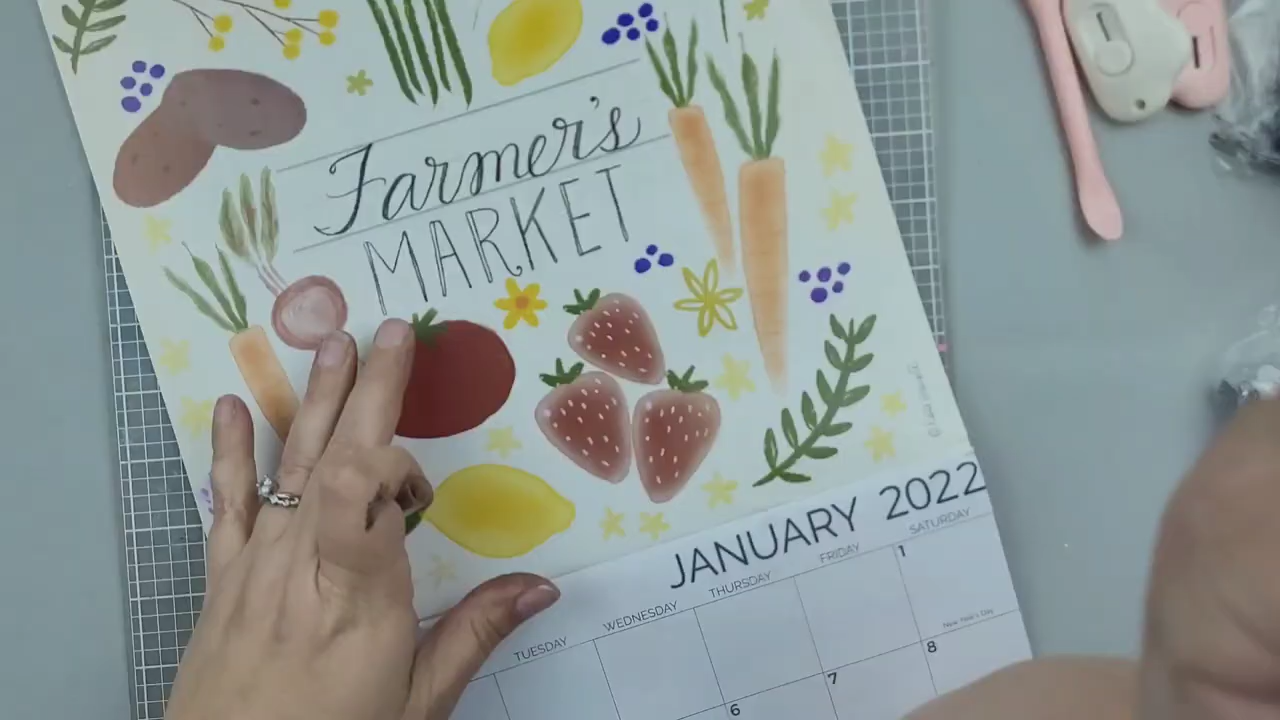 Farmer's
MARKET
JANUARY 2022
TUESDAY WEDNESDAY THURSDAY FRIDAY SATURDAY
1
New Year's Day
6 7 8